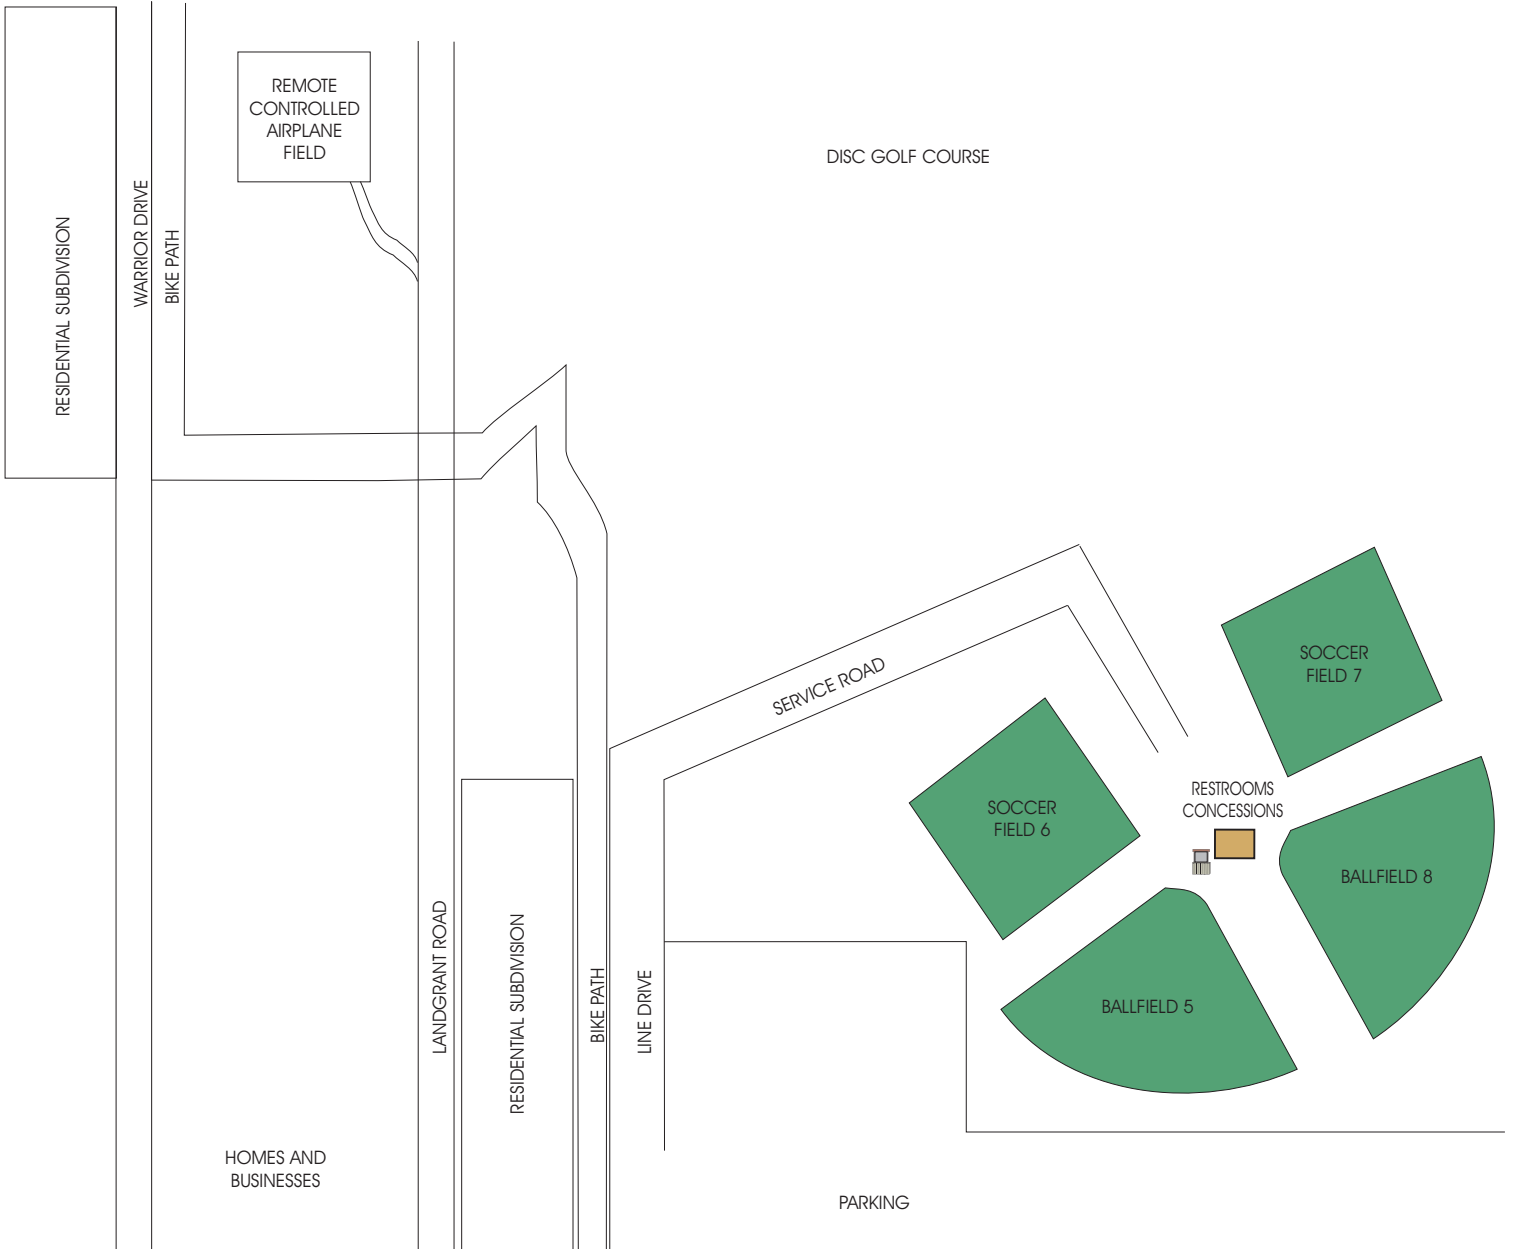 REMOTE
CONTROLLED
AIRPLANE
FIELD
DISC GOLF COURSE
RESIDENTIAL SUBDIVISION
WARRIOR DRIVE
BIKE PATH
SERVICE ROAD
SOCCER
FIELD 7
SOCCER
FIELD 6
RESTROOMS
CONCESSIONS
BALLFIELD 8
BALLFIELD 5
LANDGRANT ROAD
RESIDENTIAL SUBDIVISION
BIKE PATH
LINE DRIVE
HOMES AND
BUSINESSES
PARKING